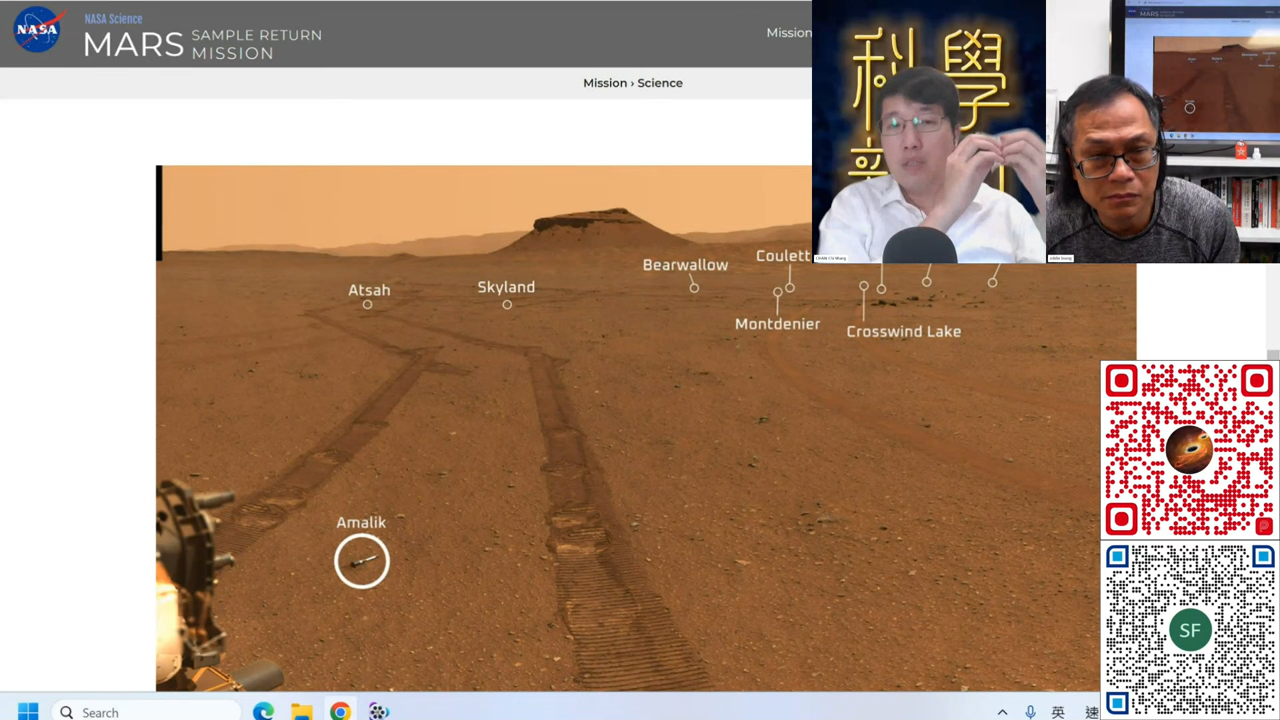 NASA
NASA Science
MARS
SAMPLE RETURN
MISSION
Mission
Mission › Science
科學
Atsah
Skyland
Bearwallow
Coulett
Montdenier
Crosswind Lake
Amalik
SF
Search
英
速